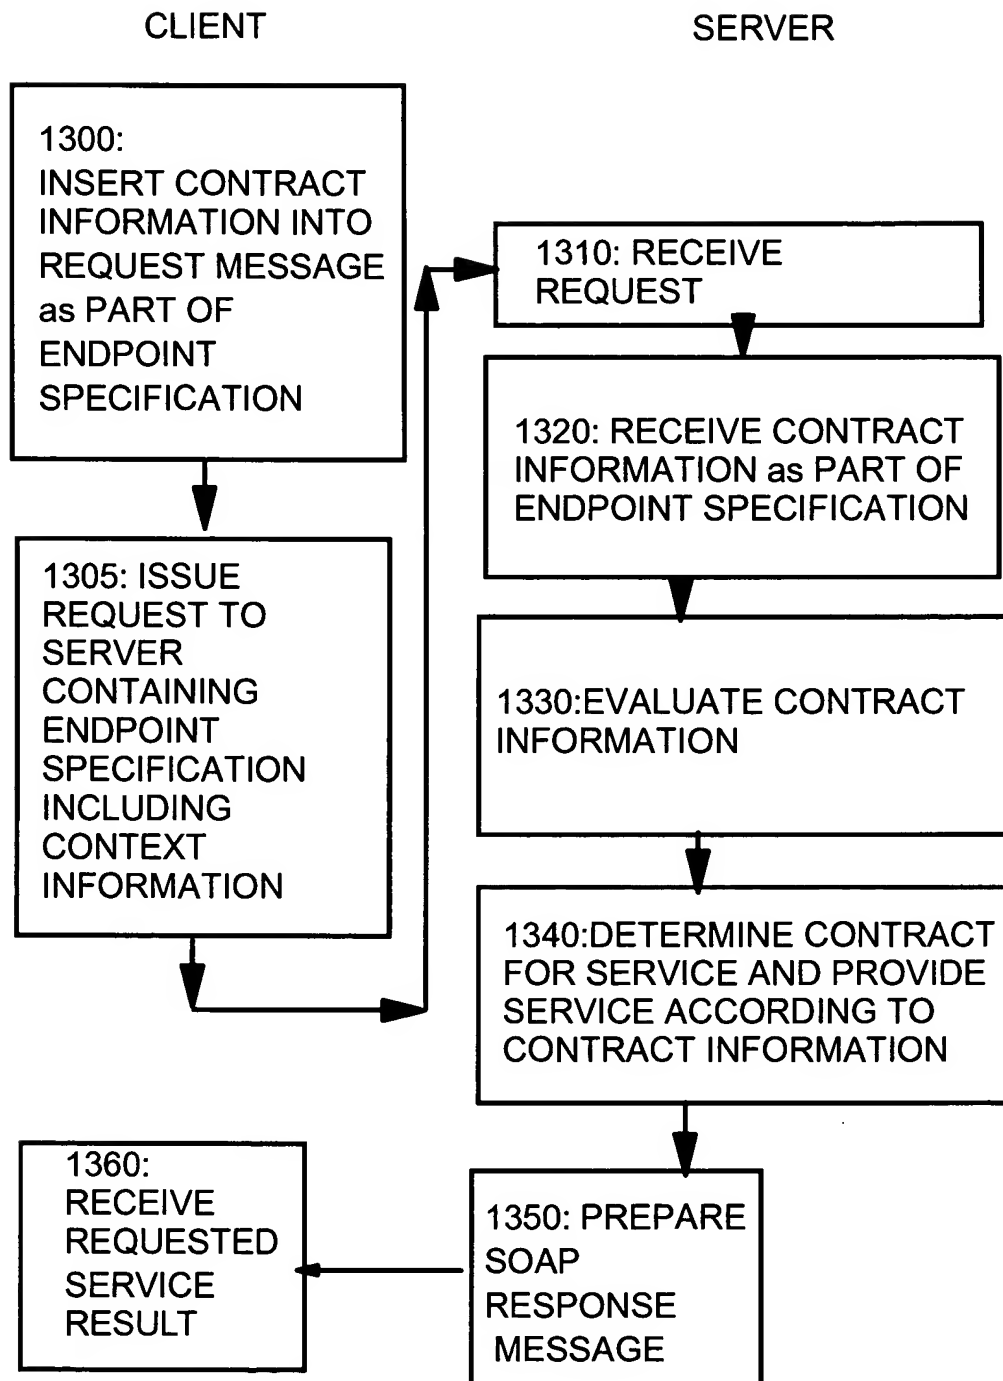 CLIENT
SERVER
1300:
INSERT CONTRACT
INFORMATION INTO
REQUEST MESSAGE
as PART OF
ENDPOINT
SPECIFICATION
1305: ISSUE
REQUEST TO
SERVER
CONTAINING
ENDPOINT
SPECIFICATION
INCLUDING
CONTEXT
INFORMATION
1310: RECEIVE
REQUEST
1320: RECEIVE CONTRACT
INFORMATION as PART OF
ENDPOINT SPECIFICATION
1330:EVALUATE CONTRACT
INFORMATION
1340:DETERMINE CONTRACT
FOR SERVICE AND PROVIDE
SERVICE ACCORDING TO
CONTRACT INFORMATION
1350: PREPARE
SOAP
RESPONSE
MESSAGE
1360:
RECEIVE
REQUESTED
SERVICE
RESULT